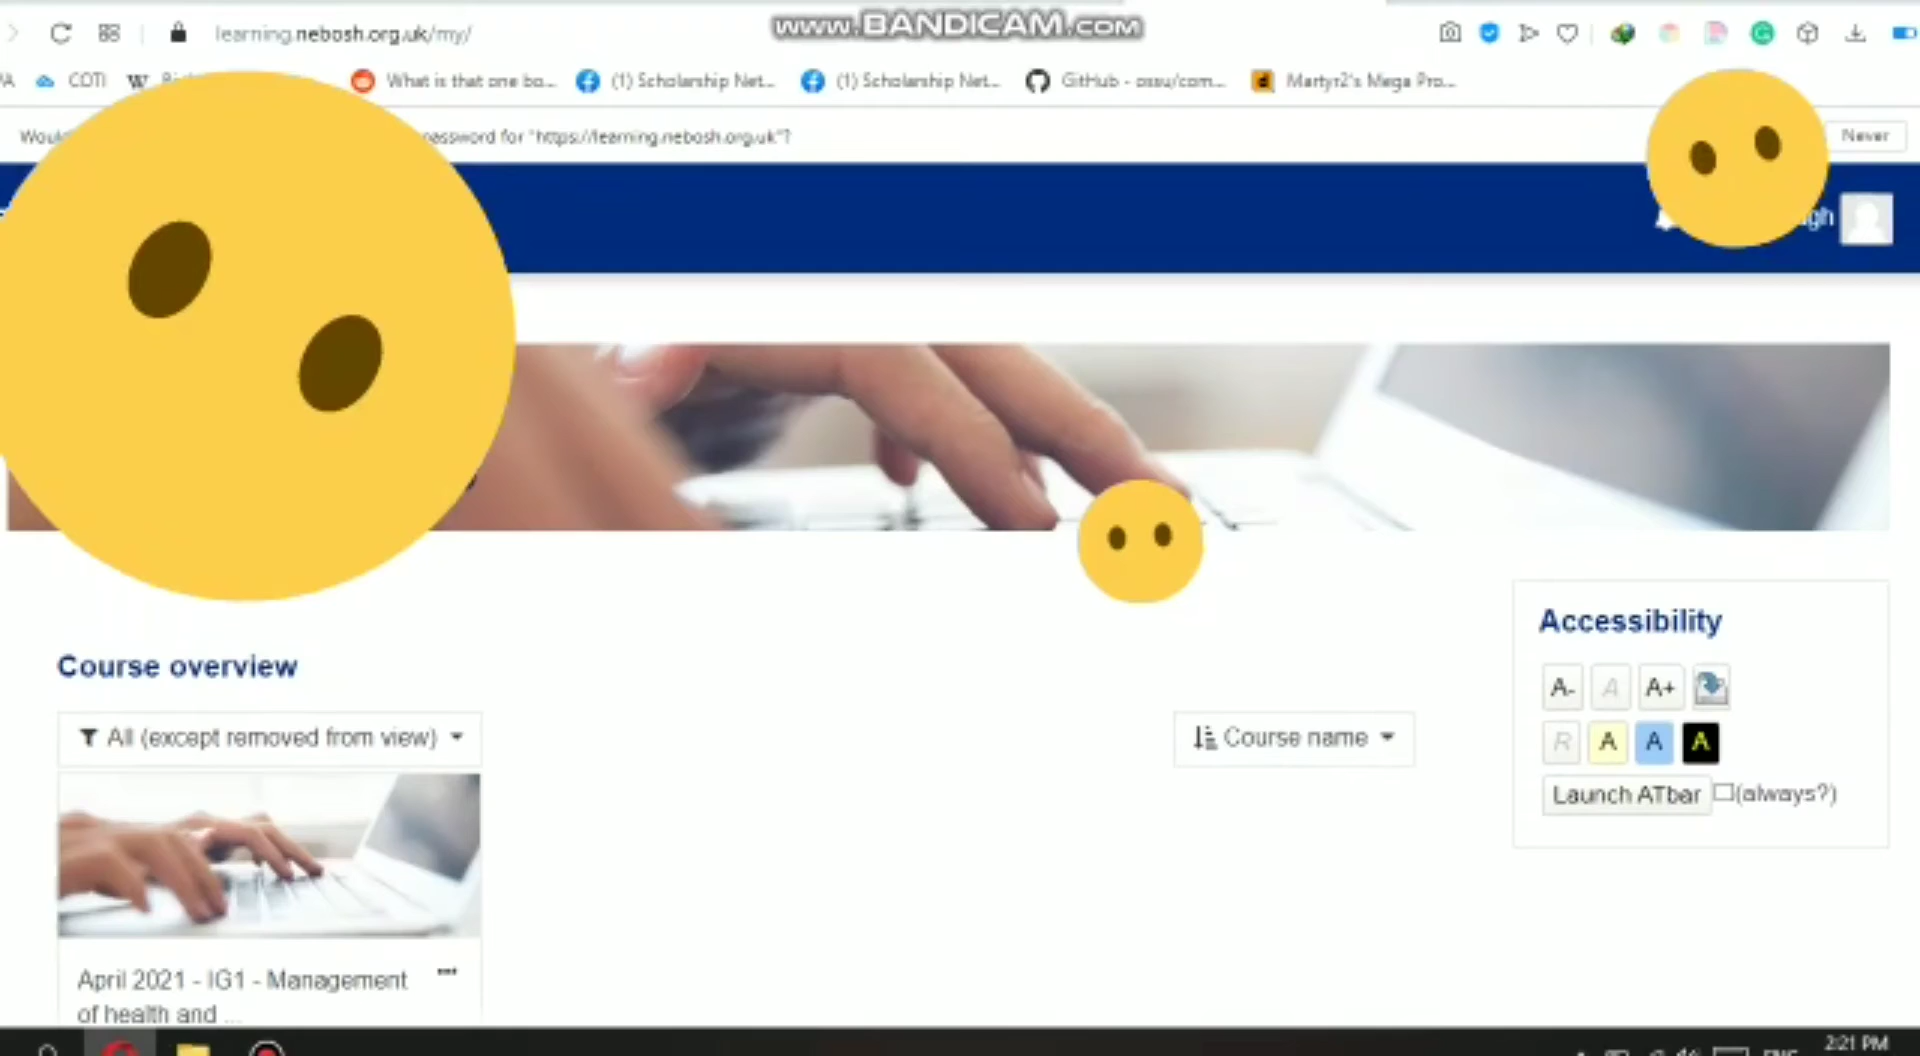 www.BANDICAM.com
learning.nebosh.org.uk/my/
COTI
What is that one bo...
(1) Scholarship Net...
(1) Scholarship Net...
GitHub - ossu/com...
Martyr2's Mega Pro...
password for "https://learning.nebosh.org.uk"?
Never
Accessibility
Course overview
A-
A
A+
All (except removed from view)
Course name
R
A
A
A
Launch ATbar
(always?)
April 2021 - IG1 - Management
of health and ...
2:21 PM